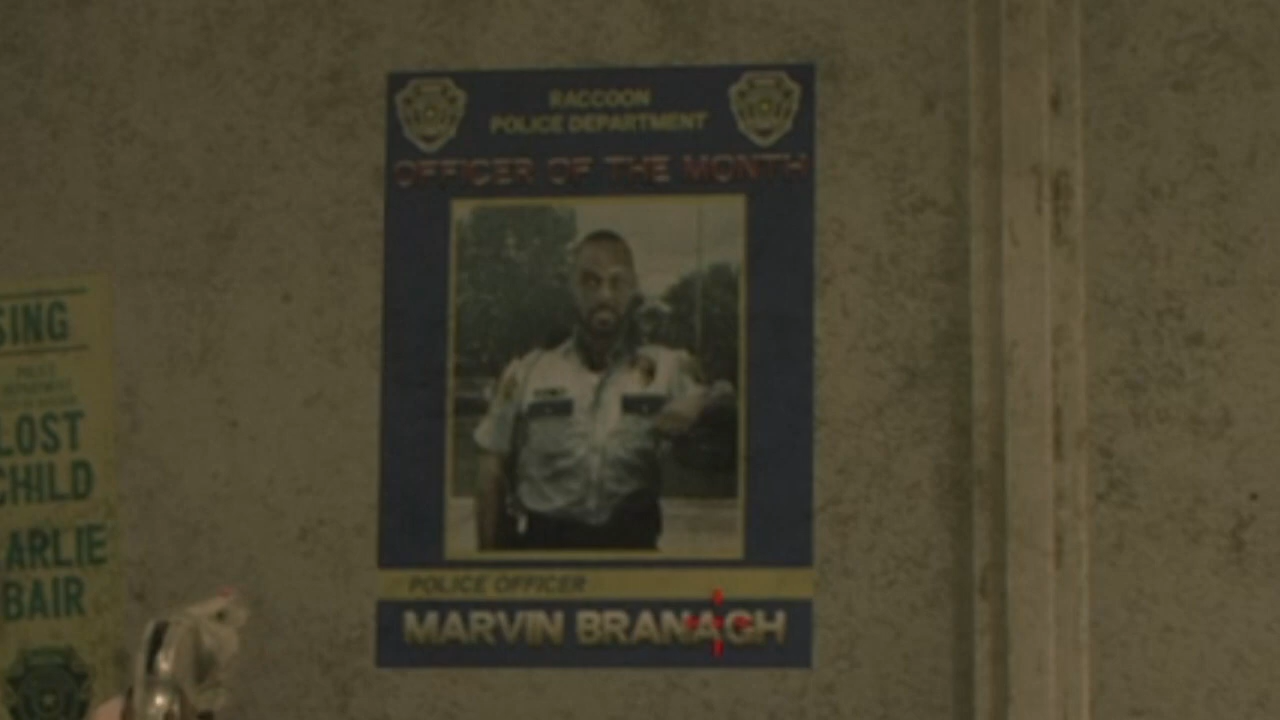 RACCOON
POLICE DEPARTMENT
OFFICER OF THE MONTH
POLICE OFFICER
MARVIN BRANAGH
SING
LOST
CHILD
ARLIE
BAIR